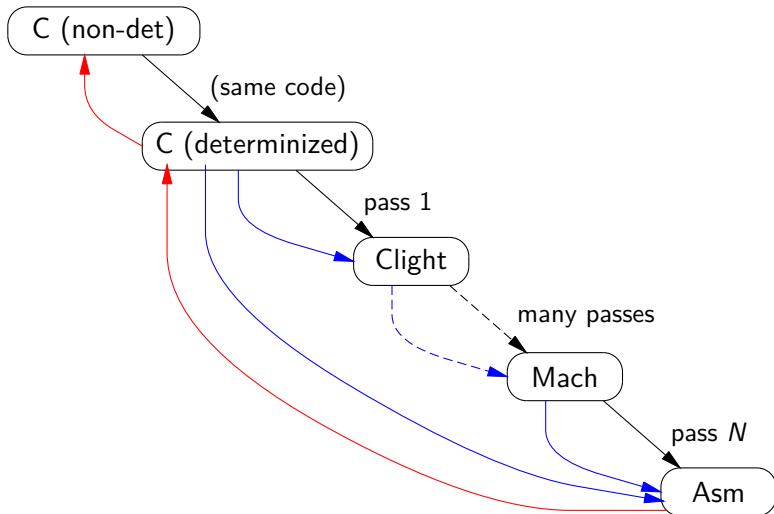 C (non-det)
(same code)
C (determinized)
pass 1
Clight
many passes
Mach
pass N
Asm